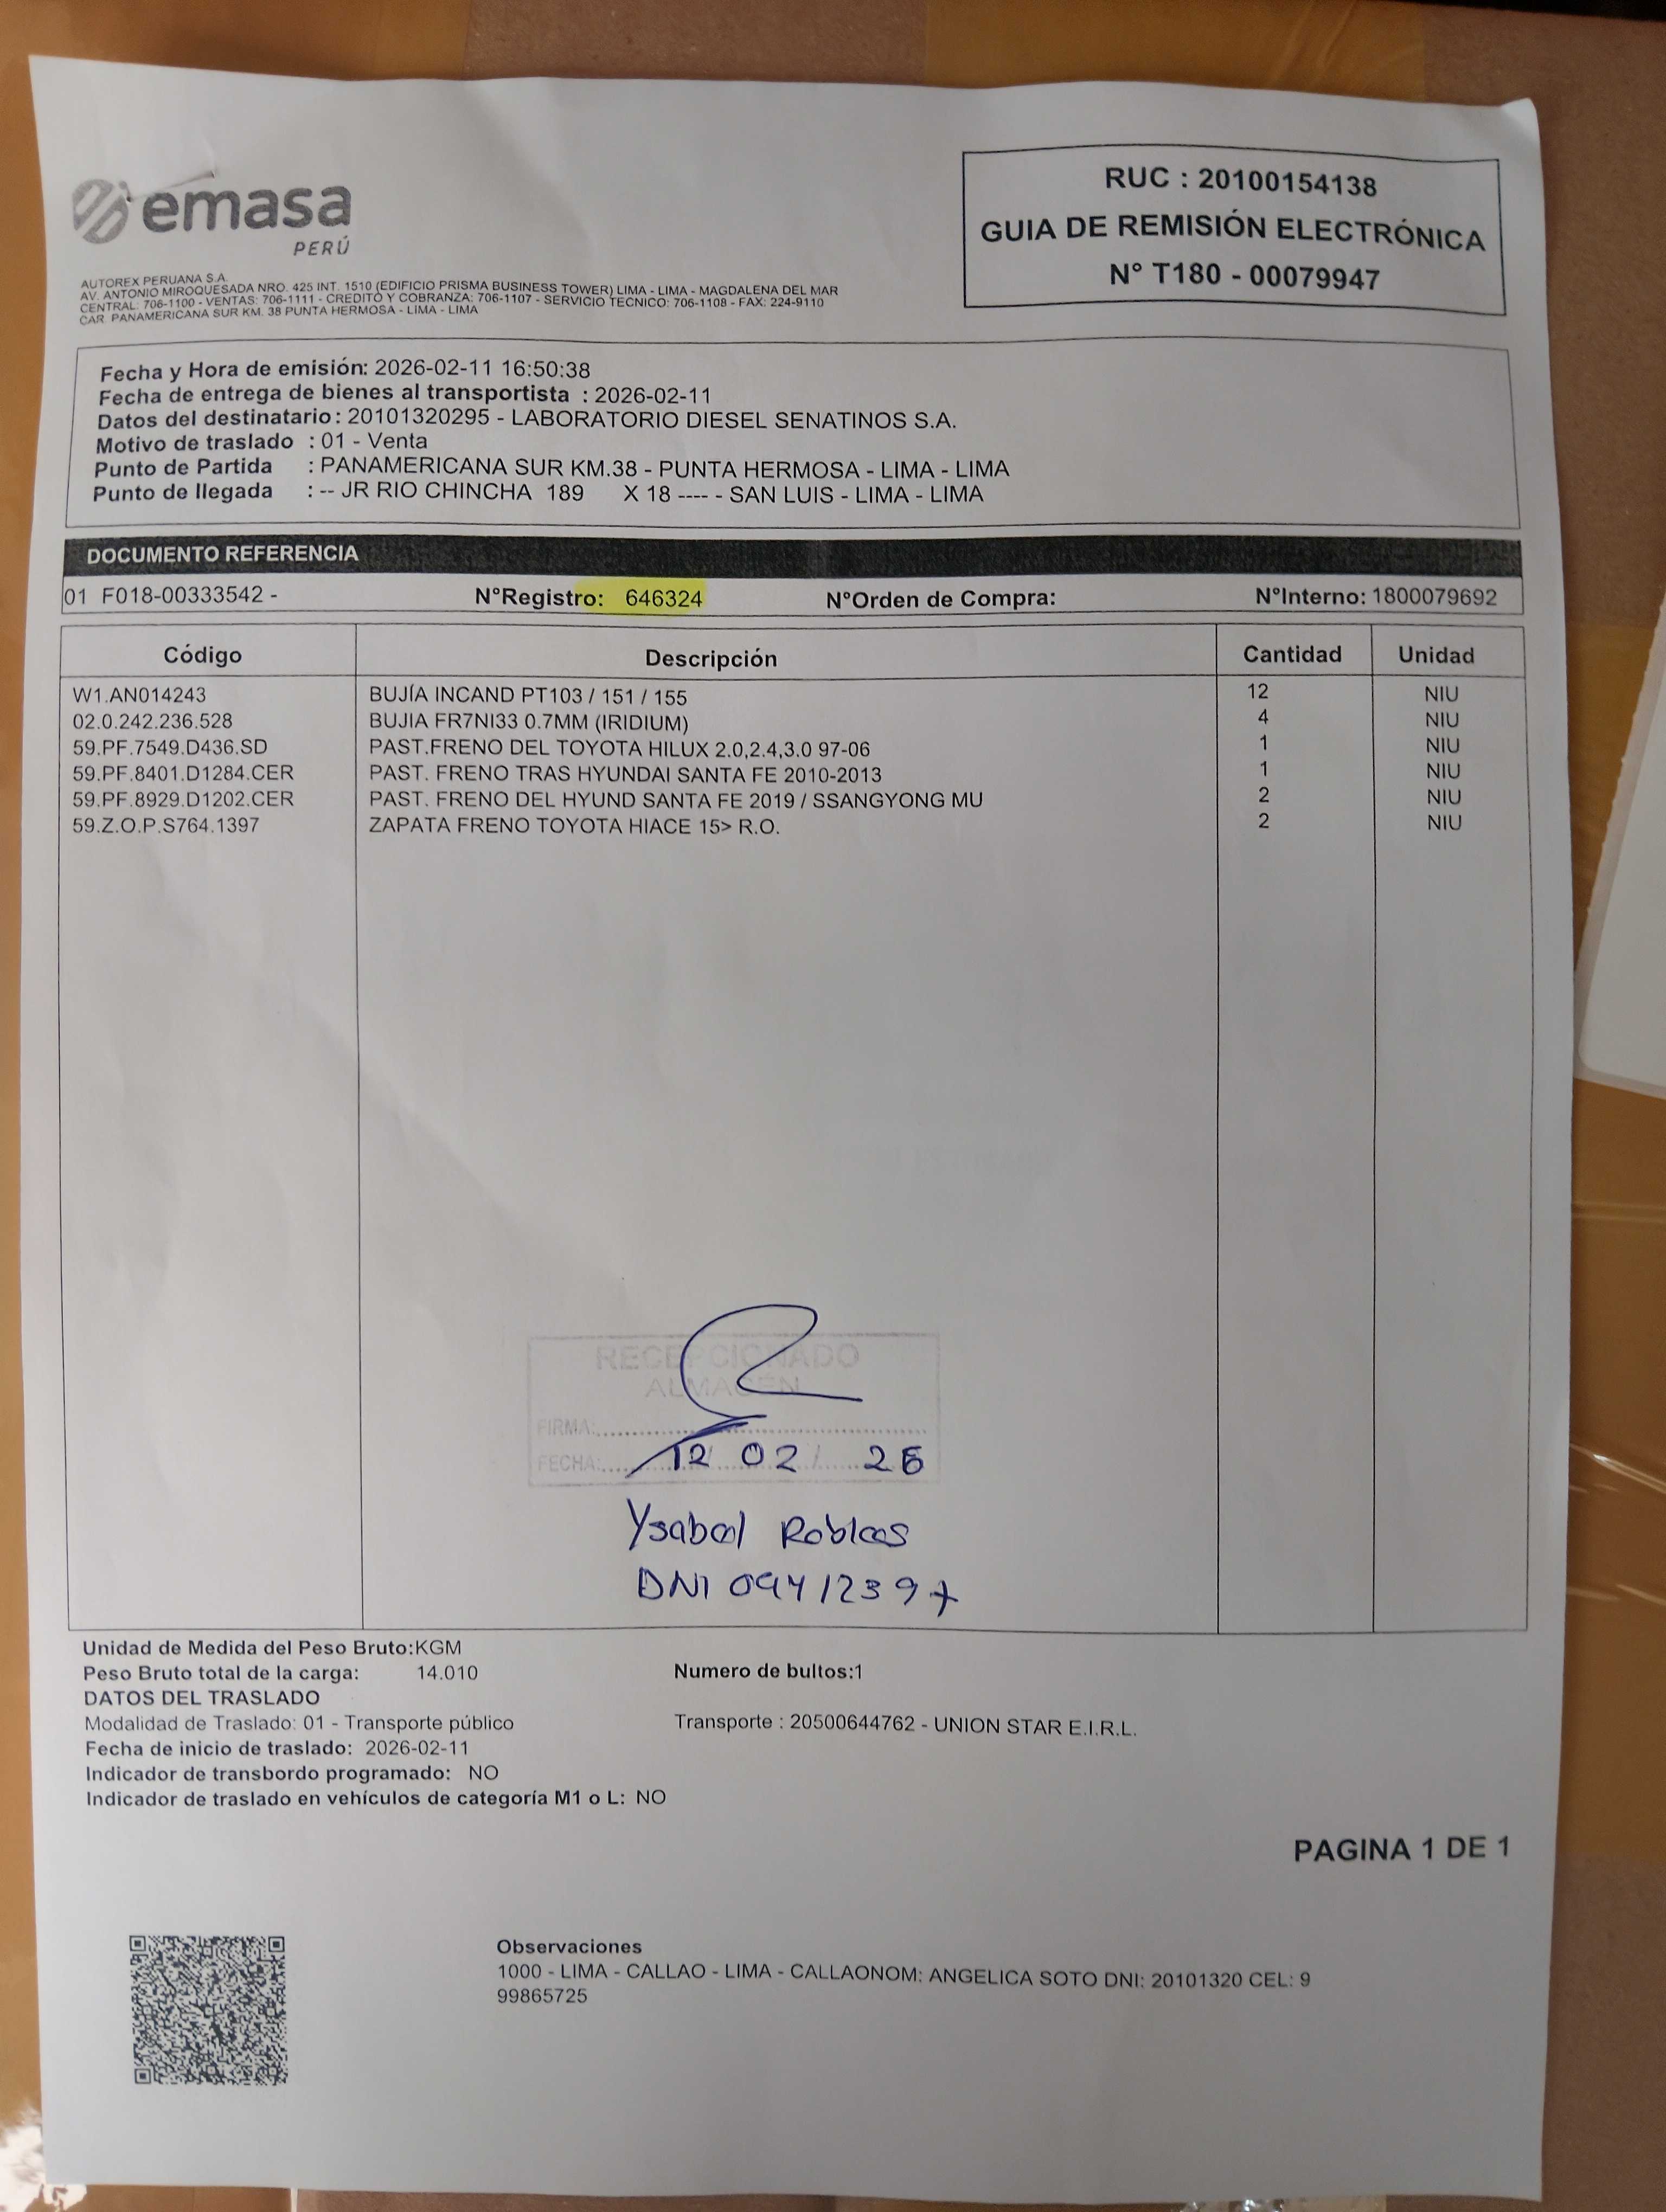 emasa
PERÚ
RUC : 20100154138
GUIA DE REMISIÓN ELECTRÓNICA
N° T180 - 00079947
AUTOREX PERUANA S.A.
AV. ANTONIO MIROQUESADA NRO. 425 INT. 1510 (EDIFICIO PRISMA BUSINESS TOWER) LIMA - LIMA - MAGDALENA DEL MAR
CENTRAL: 706-1100 - VENTAS: 706-1111 - CREDITO Y COBRANZA: 706-1107 - SERVICIO TECNICO: 706-1108 - FAX: 224-9110
CAR. PANAMERICANA SUR KM. 38 PUNTA HERMOSA - LIMA - LIMA
Fecha y Hora de emisión: 2026-02-11 16:50:38
Fecha de entrega de bienes al transportista : 2026-02-11
Datos del destinatario: 20101320295 - LABORATORIO DIESEL SENATINOS S.A.
Motivo de traslado : 01 - Venta
Punto de Partida : PANAMERICANA SUR KM.38 - PUNTA HERMOSA - LIMA - LIMA
Punto de llegada : -- JR RIO CHINCHA 189 X 18 ---- - SAN LUIS - LIMA - LIMA
DOCUMENTO REFERENCIA
01 F018-00333542 - N°Registro: 646324 N°Orden de Compra: N°Interno: 1800079692
Código Descripción Cantidad Unidad
W1.AN014243 BUJÍA INCAND PT103 / 151 / 155 12 NIU
02.0.242.236.528 BUJIA FR7NI33 0.7MM (IRIDIUM) 4 NIU
59.PF.7549.D436.SD PAST.FRENO DEL TOYOTA HILUX 2.0,2.4,3.0 97-06 1 NIU
59.PF.8401.D1284.CER PAST. FRENO TRAS HYUNDAI SANTA FE 2010-2013 1 NIU
59.PF.8929.D1202.CER PAST. FRENO DEL HYUND SANTA FE 2019 / SSANGYONG MU 2 NIU
59.Z.O.P.S764.1397 ZAPATA FRENO TOYOTA HIACE 15> R.O. 2 NIU
RECEPCIONADO
ALMACÉN
FIRMA:
FECHA: 12 02 26
Ysabel Robles
DNI 09412397
Unidad de Medida del Peso Bruto:KGM
Peso Bruto total de la carga: 14.010 Numero de bultos:1
DATOS DEL TRASLADO
Modalidad de Traslado: 01 - Transporte público Transporte : 20500644762 - UNION STAR E.I.R.L.
Fecha de inicio de traslado: 2026-02-11
Indicador de transbordo programado: NO
Indicador de traslado en vehículos de categoría M1 o L: NO
PAGINA 1 DE 1
Observaciones
1000 - LIMA - CALLAO - LIMA - CALLAONOM: ANGELICA SOTO DNI: 20101320 CEL: 9
99865725